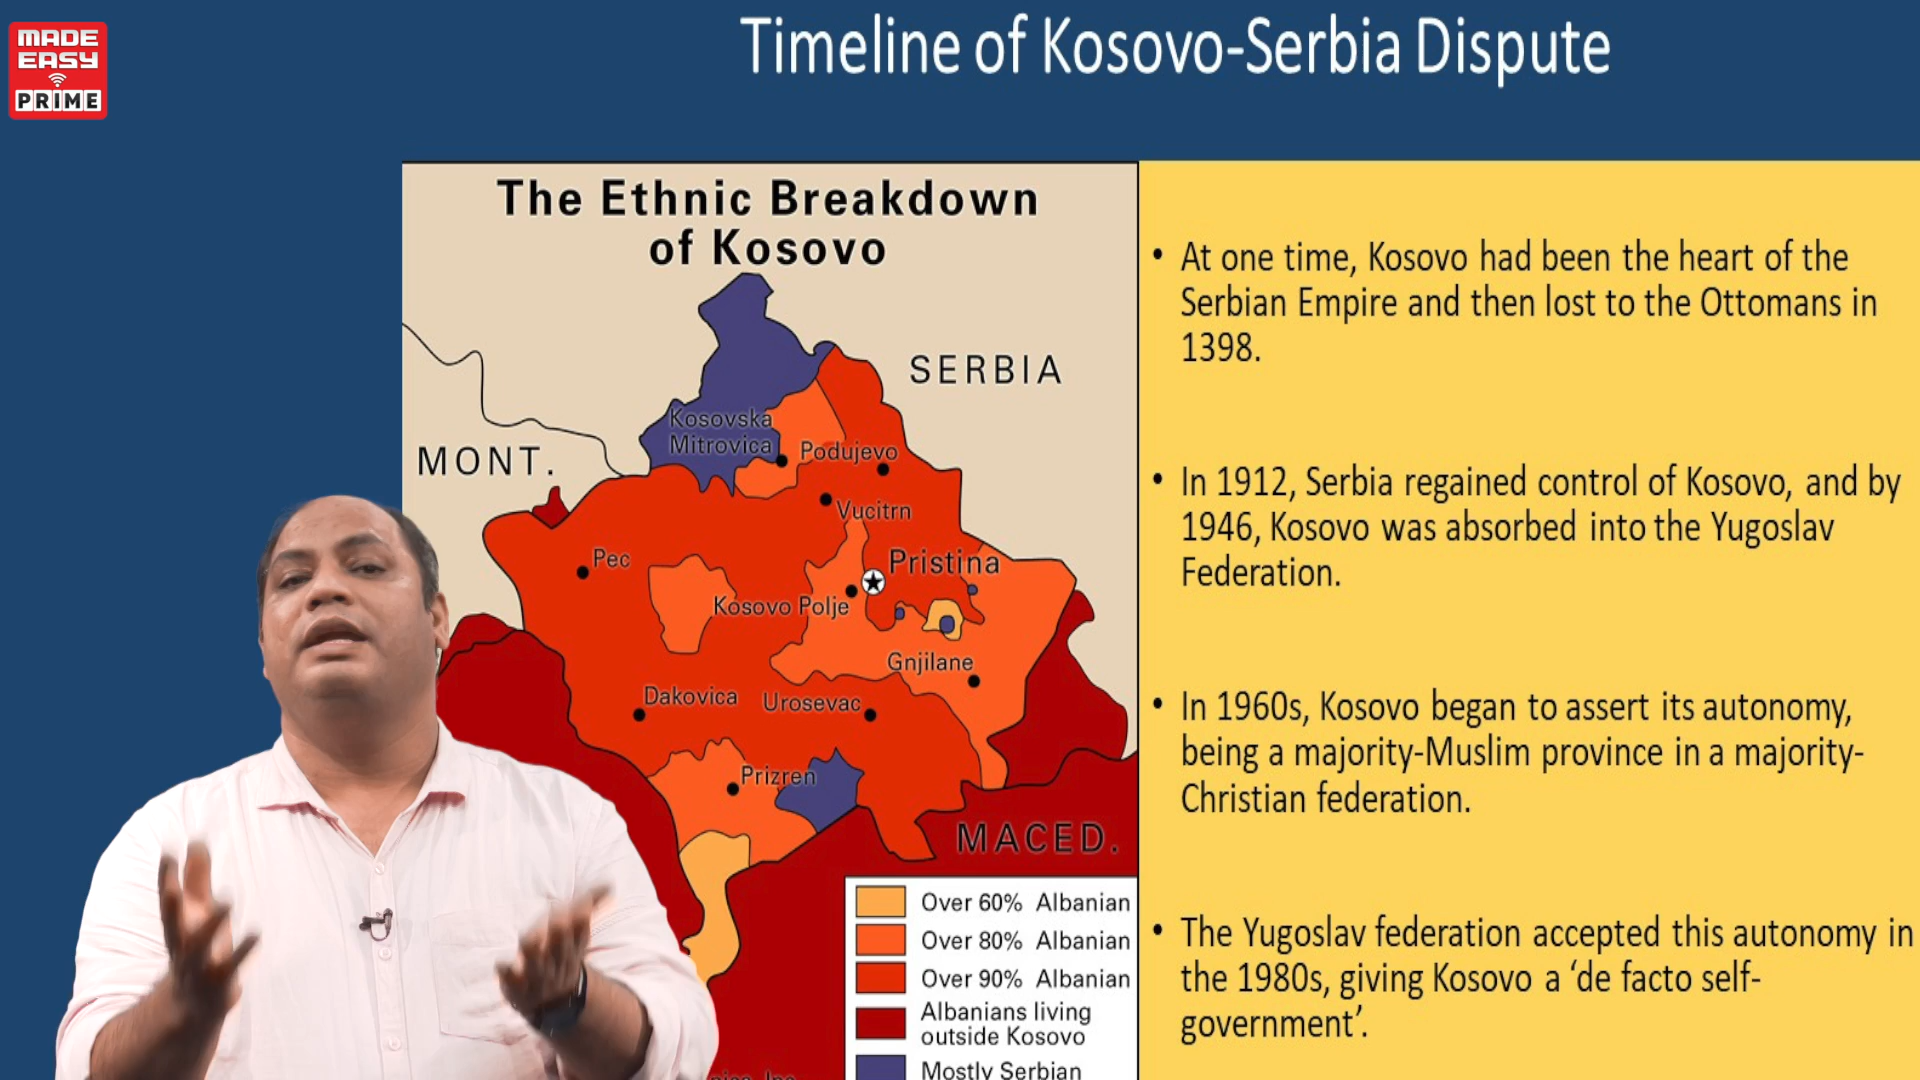 MADE
EASY
PRIME
Timeline of Kosovo-Serbia Dispute
The Ethnic Breakdown
of Kosovo
SERBIA
MONT.
Kosovska
Mitrovica
Podujevo
Vucitrn
Pec
Pristina
Kosovo Polje
Gnjilane
Dakovica
Urosevac
Prizren
MACED.
Over 60% Albanian
Over 80% Albanian
Over 90% Albanian
Albanians living
outside Kosovo
Mostly Serbian
• At one time, Kosovo had been the heart of the
Serbian Empire and then lost to the Ottomans in
1398.
• In 1912, Serbia regained control of Kosovo, and by
1946, Kosovo was absorbed into the Yugoslav
Federation.
• In 1960s, Kosovo began to assert its autonomy,
being a majority-Muslim province in a majority-
Christian federation.
• The Yugoslav federation accepted this autonomy in
the 1980s, giving Kosovo a ‘de facto self-
government’.